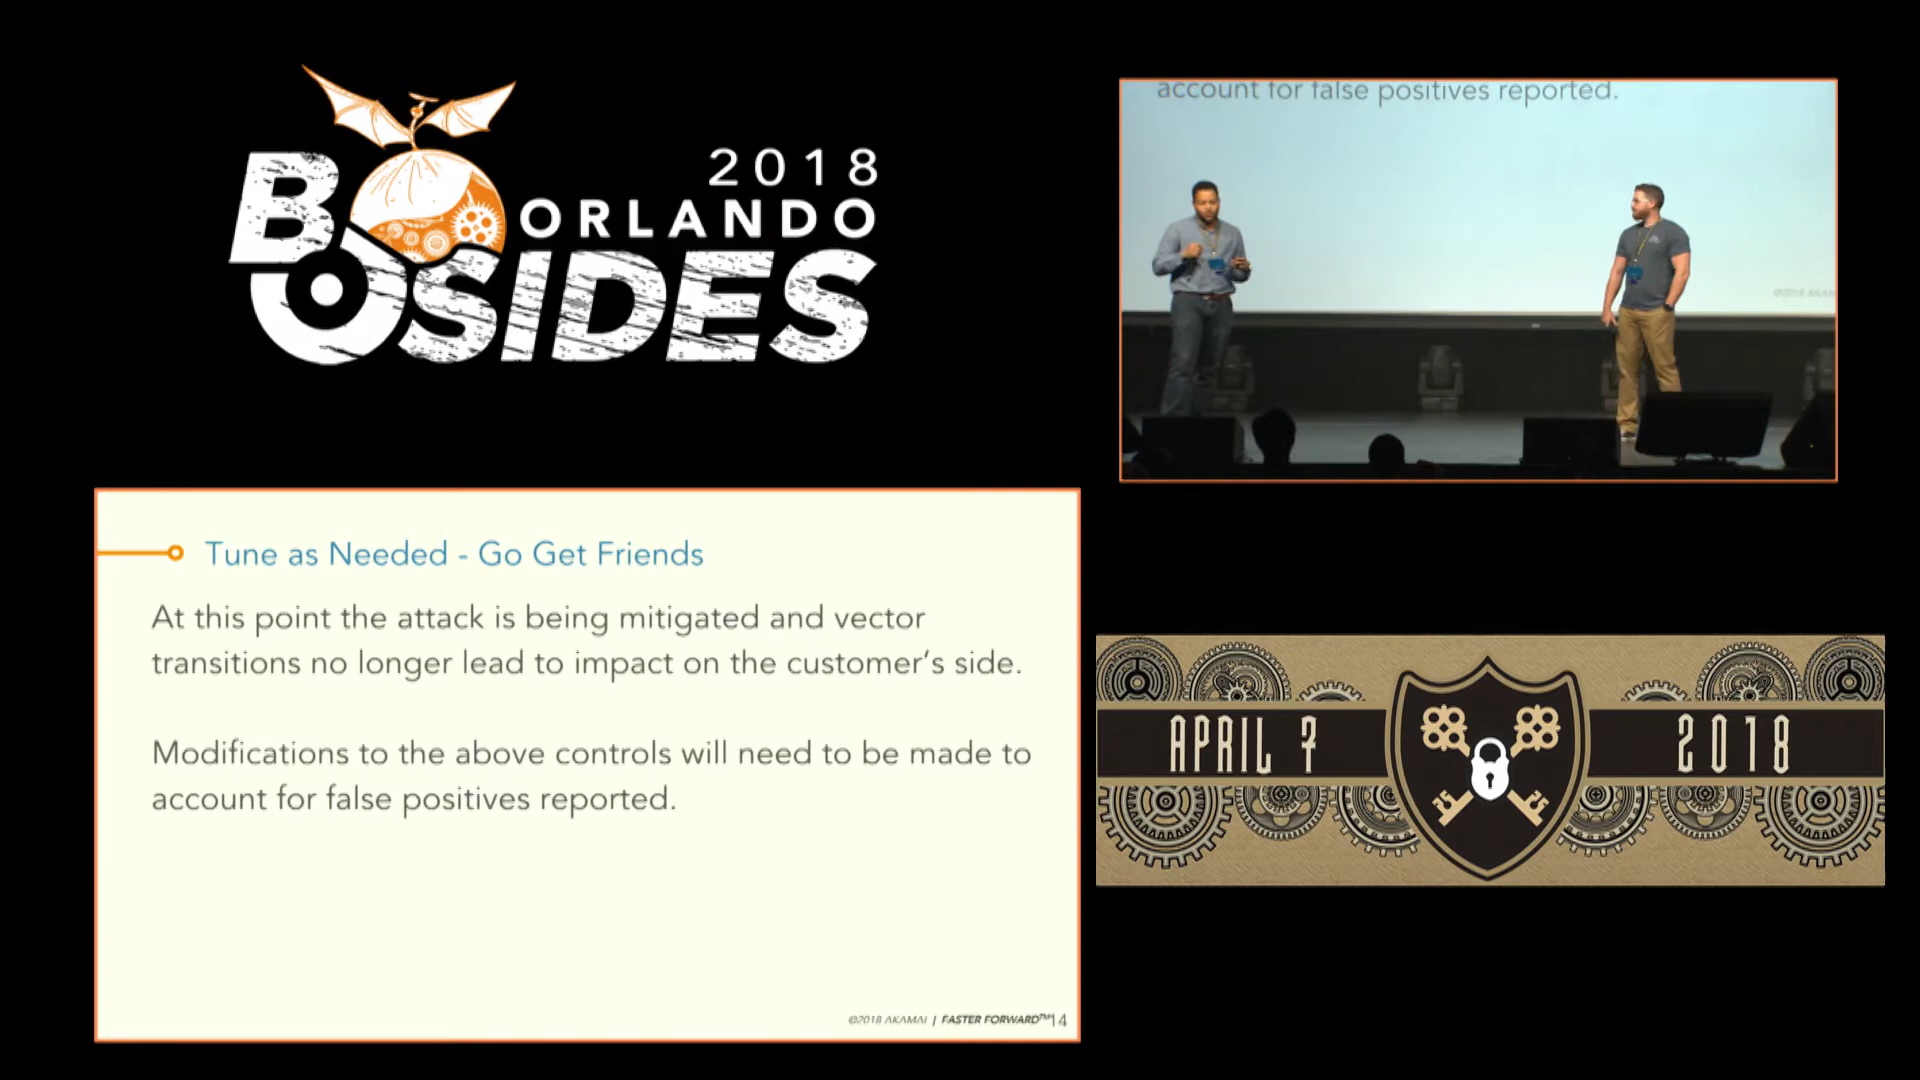 2018
ORLANDO
BSIDES
account for false positives reported.
©2018 AKAM
Tune as Needed - Go Get Friends
At this point the attack is being mitigated and vector
transitions no longer lead to impact on the customer's side.
Modifications to the above controls will need to be made to
account for false positives reported.
©2018 AKAMAI | FASTER FORWARD™ 14
APRIL 7
2018